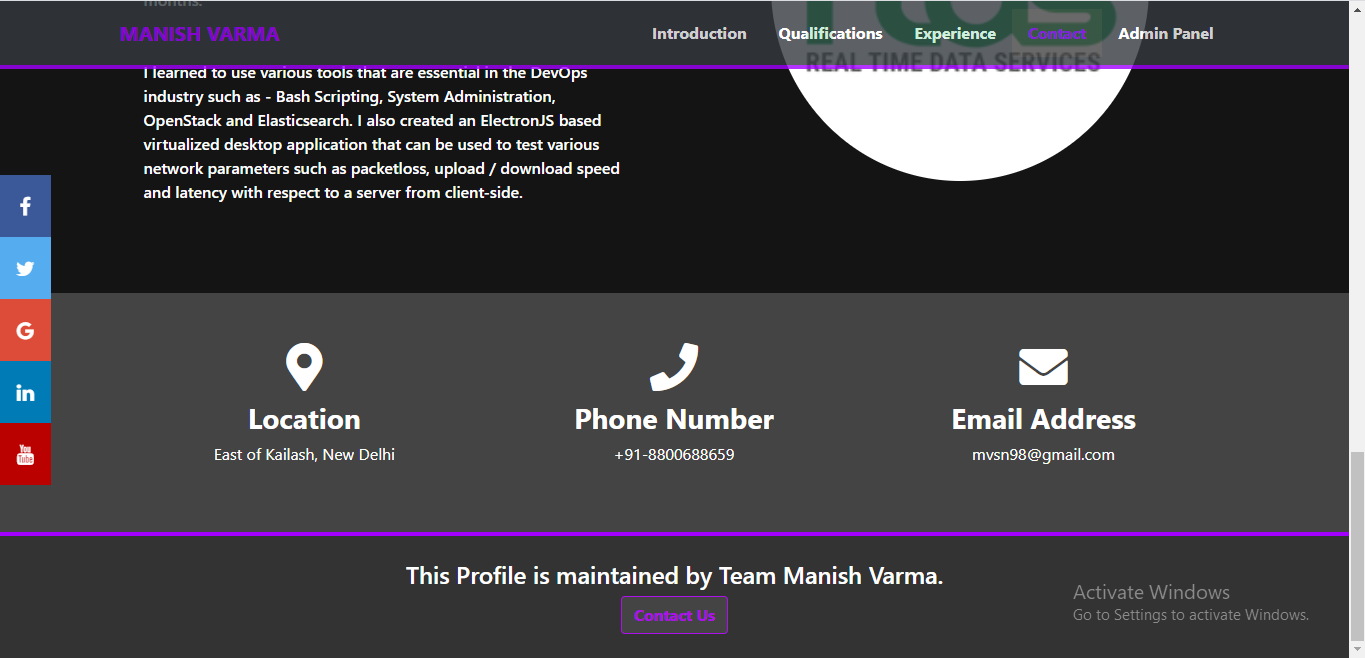 months.
MANISH VARMA
Introduction
Qualifications
Experience
Contact
Admin Panel
REAL TIME DATA SERVICES
I learned to use various tools that are essential in the DevOps
industry such as - Bash Scripting, System Administration,
OpenStack and Elasticsearch. I also created an ElectronJS based
virtualized desktop application that can be used to test various
network parameters such as packetloss, upload / download speed
and latency with respect to a server from client-side.
Location
East of Kailash, New Delhi
Phone Number
+91-8800688659
Email Address
mvsn98@gmail.com
This Profile is maintained by Team Manish Varma.
Contact Us
Activate Windows
Go to Settings to activate Windows.
You
Tube